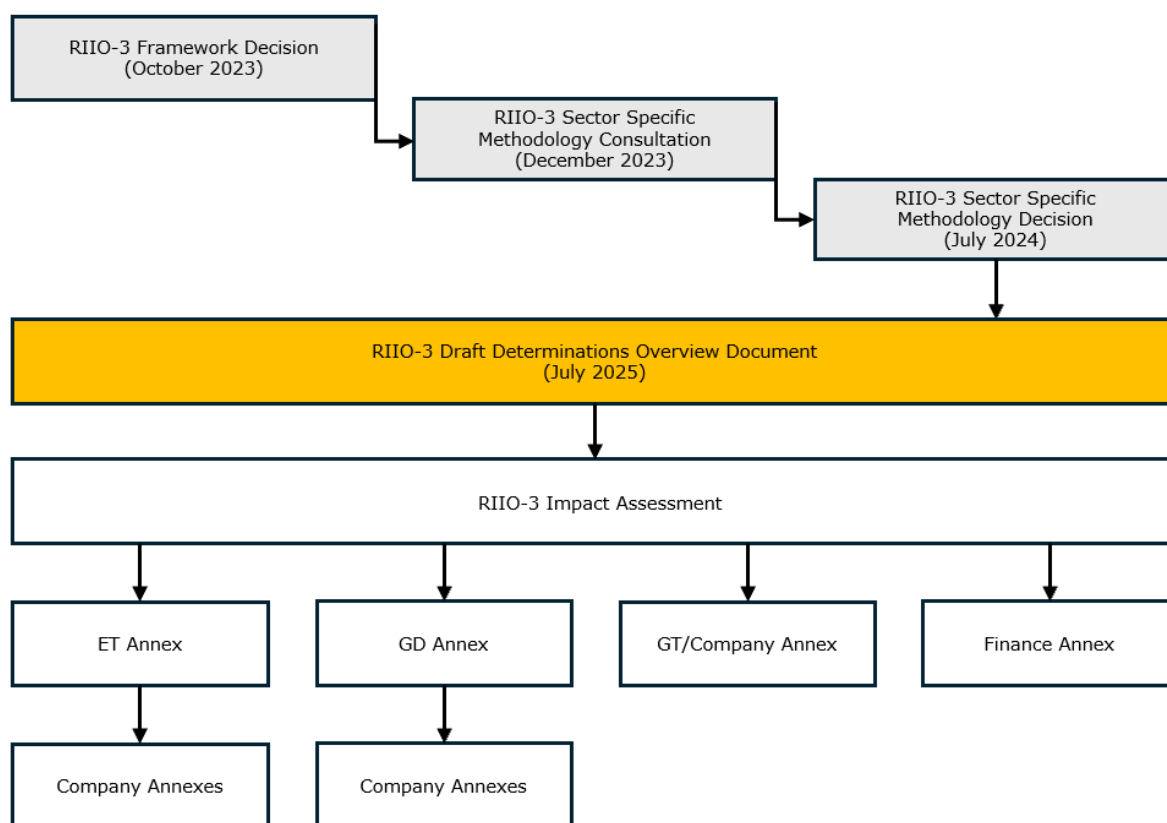 RIIO-3 Framework Decision
(October 2023)
RIIO-3 Sector Specific
Methodology Consultation
(December 2023)
RIIO-3 Sector Specific
Methodology Decision
(July 2024)
RIIO-3 Draft Determinations Overview Document
(July 2025)
RIIO-3 Impact Assessment
ET Annex
GD Annex
GT/Company Annex
Finance Annex
Company Annexes
Company Annexes